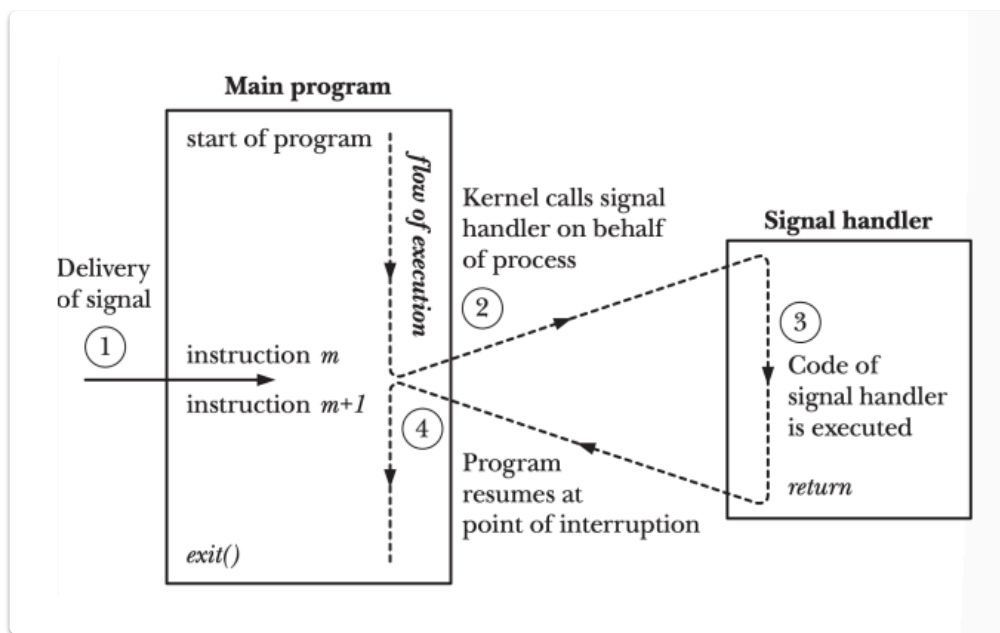 Main program
start of program
flow of execution
Delivery
of signal
1
instruction m
instruction m+1
Kernel calls signal
handler on behalf
of process
2
Signal handler
3
Code of
signal handler
is executed
return
4
Program
resumes at
point of interruption
exit()